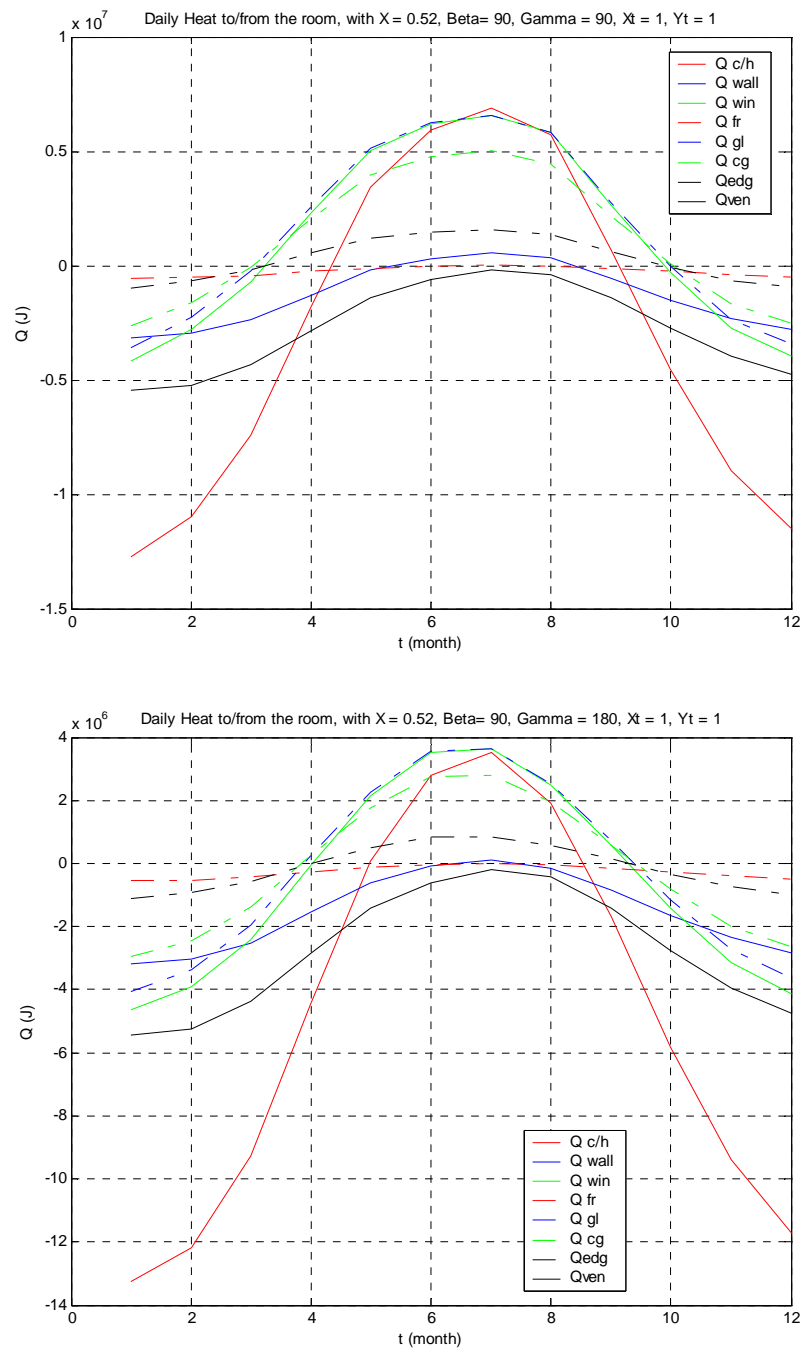 x 10^7
Daily Heat to/from the room, with X = 0.52, Beta= 90, Gamma = 90, Xt = 1, Yt = 1
1
0.5
0
-0.5
-1
-1.5
Q (J)
0 2 4 6 8 10 12
t (month)
Q c/h
Q wall
Q win
Q fr
Q gl
Q cg
Qedg
Qven
x 10^6
Daily Heat to/from the room, with X = 0.52, Beta= 90, Gamma = 180, Xt = 1, Yt = 1
4
2
0
-2
-4
-6
-8
-10
-12
-14
Q (J)
0 2 4 6 8 10 12
t (month)
Q c/h
Q wall
Q win
Q fr
Q gl
Q cg
Qedg
Qven